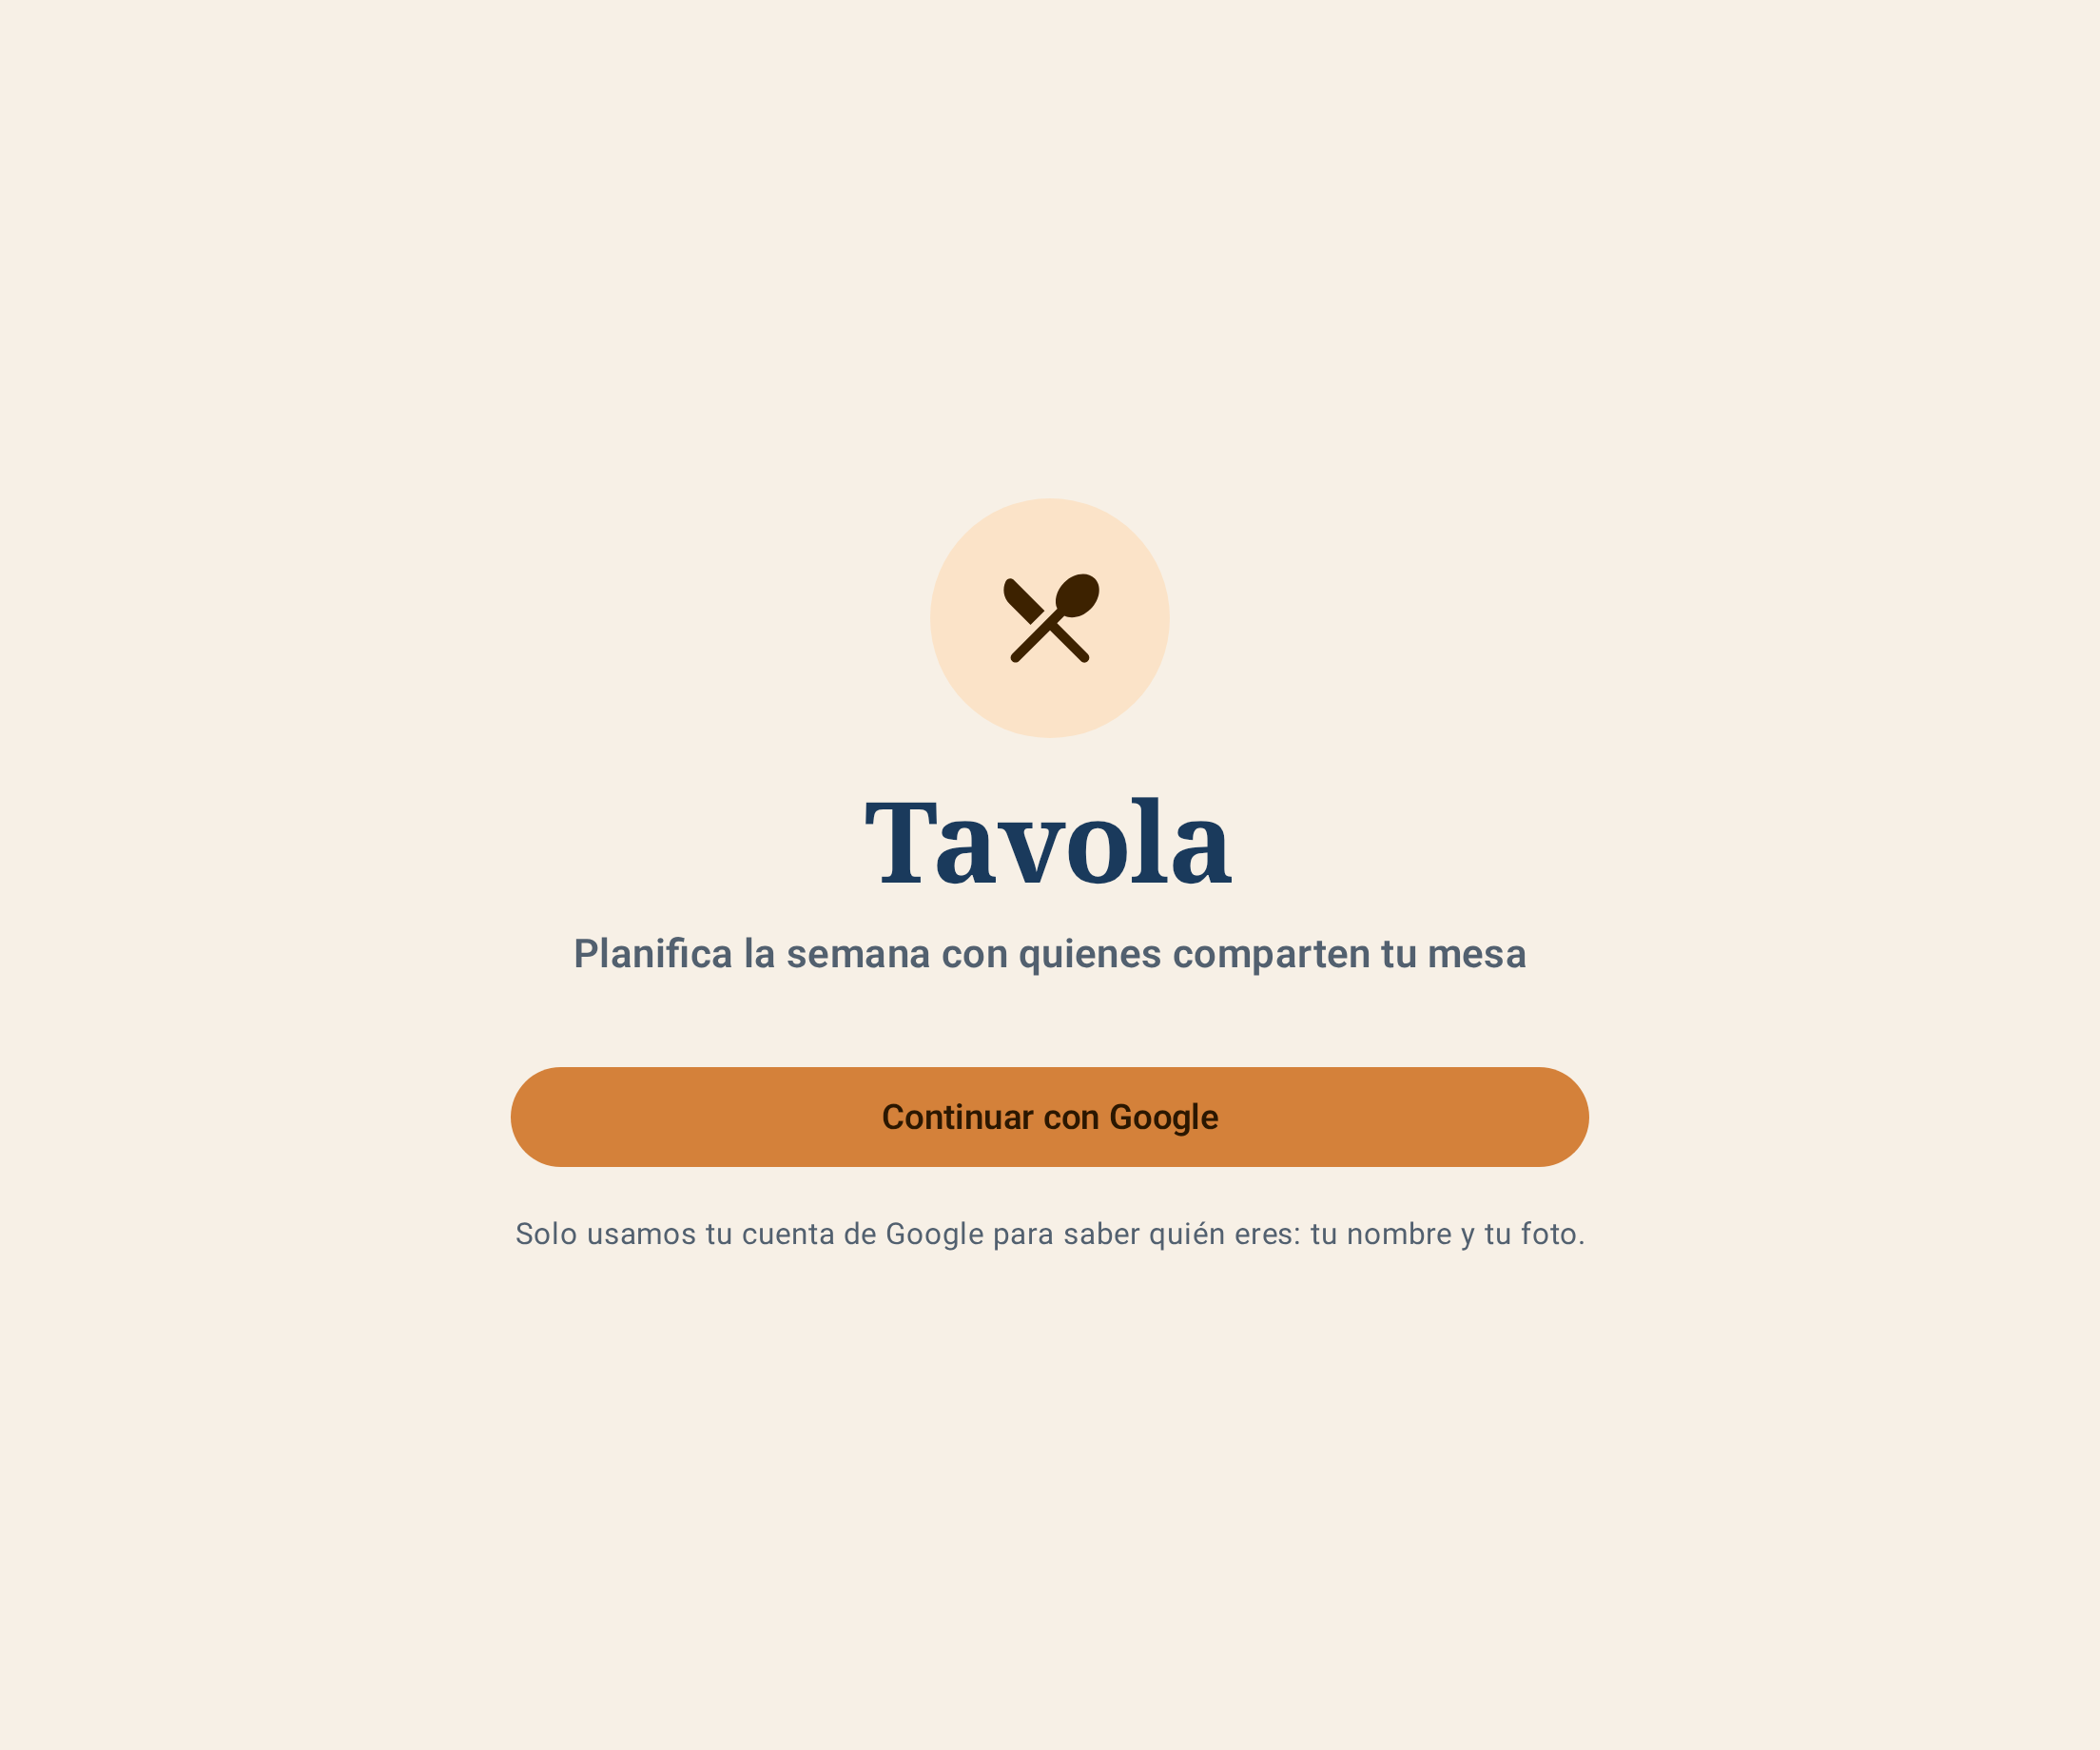 Tavola
Planifica la semana con quienes comparten tu mesa
Continuar con Google
Solo usamos tu cuenta de Google para saber quién eres: tu nombre y tu foto.